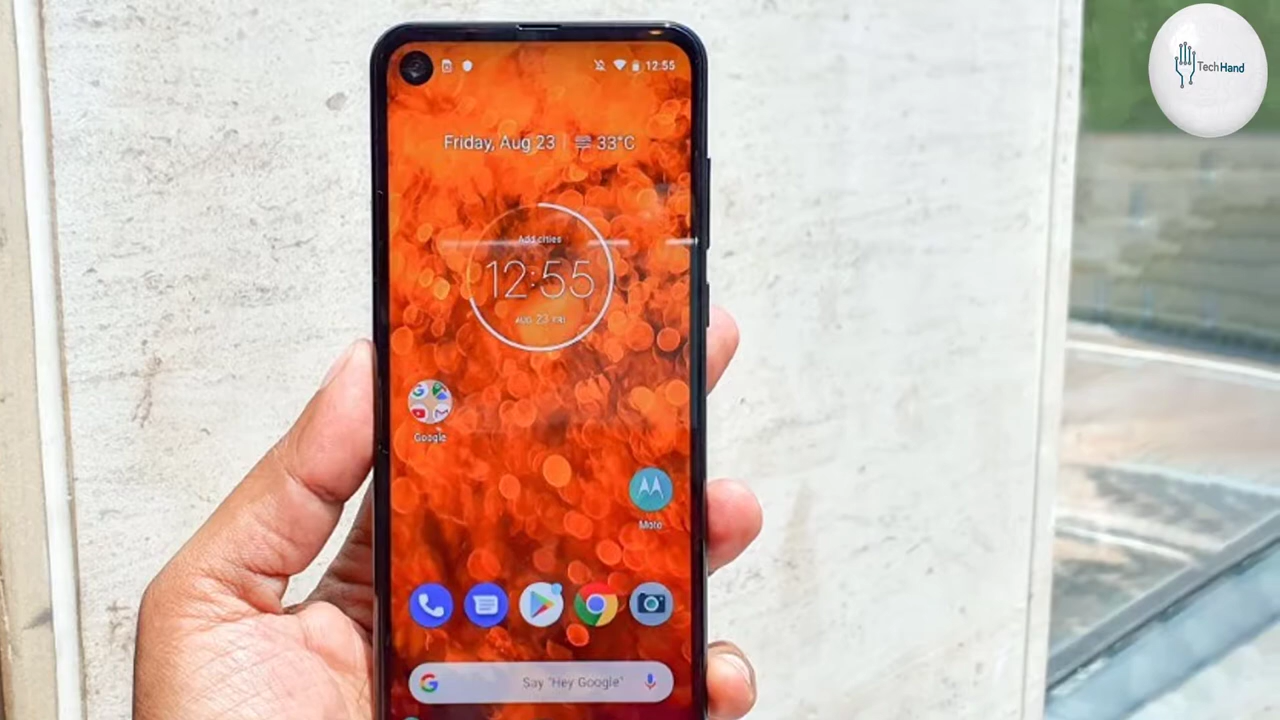 12:55
Friday, Aug 23 | 33°C
Add cities
12:55
AUG 23 FRI
Google
Moto
Say "Hey Google"
TechHand